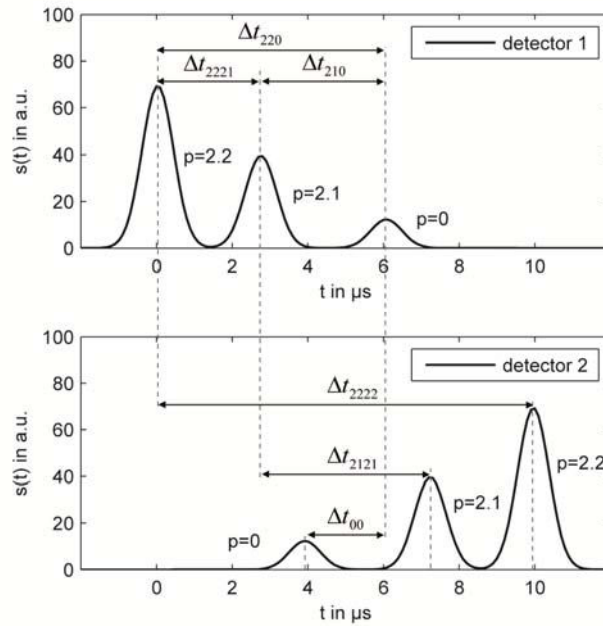 100
80
60
40
20
0
s(t) in a.u.
Δt220
Δt2221
Δt210
detector 1
p=2.2
p=2.1
p=0
0 2 4 6 8 10
t in µs
100
80
60
40
20
0
s(t) in a.u.
detector 2
Δt2222
Δt2121
Δt00
p=0
p=2.1
p=2.2
0 2 4 6 8 10
t in µs